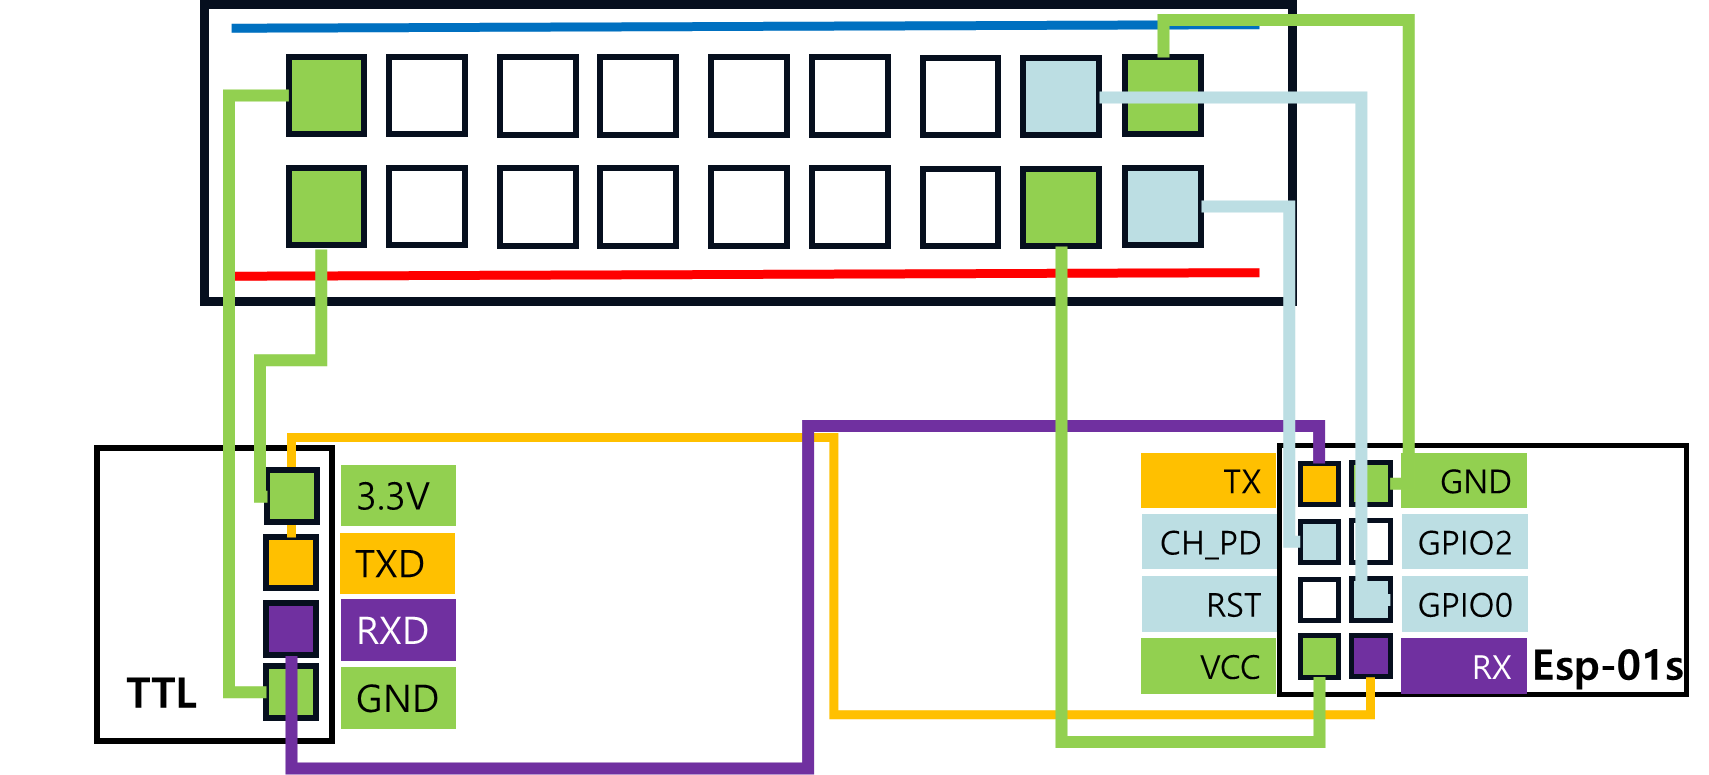 3.3V
TXD
RXD
GND
TTL
TX
GND
CH_PD
GPIO2
RST
GPIO0
VCC
RX
Esp-01s